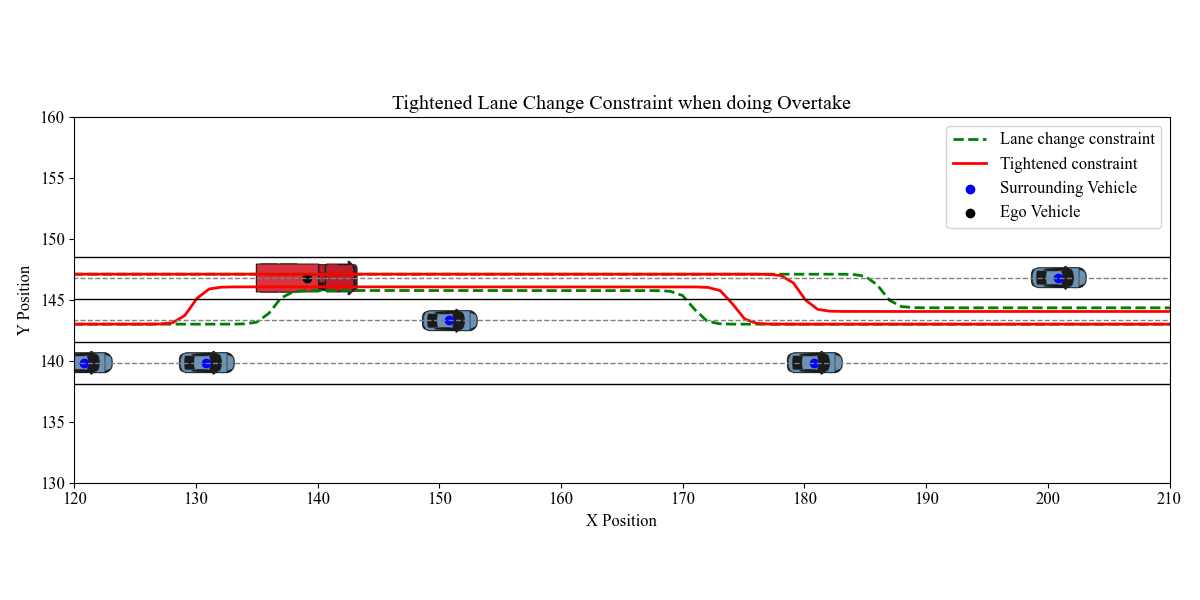 Tightened Lane Change Constraint when doing Overtake
160
155
150
145
140
135
130
Y Position
Lane change constraint
Tightened constraint
Surrounding Vehicle
Ego Vehicle
120 130 140 150 160 170 180 190 200 210
X Position